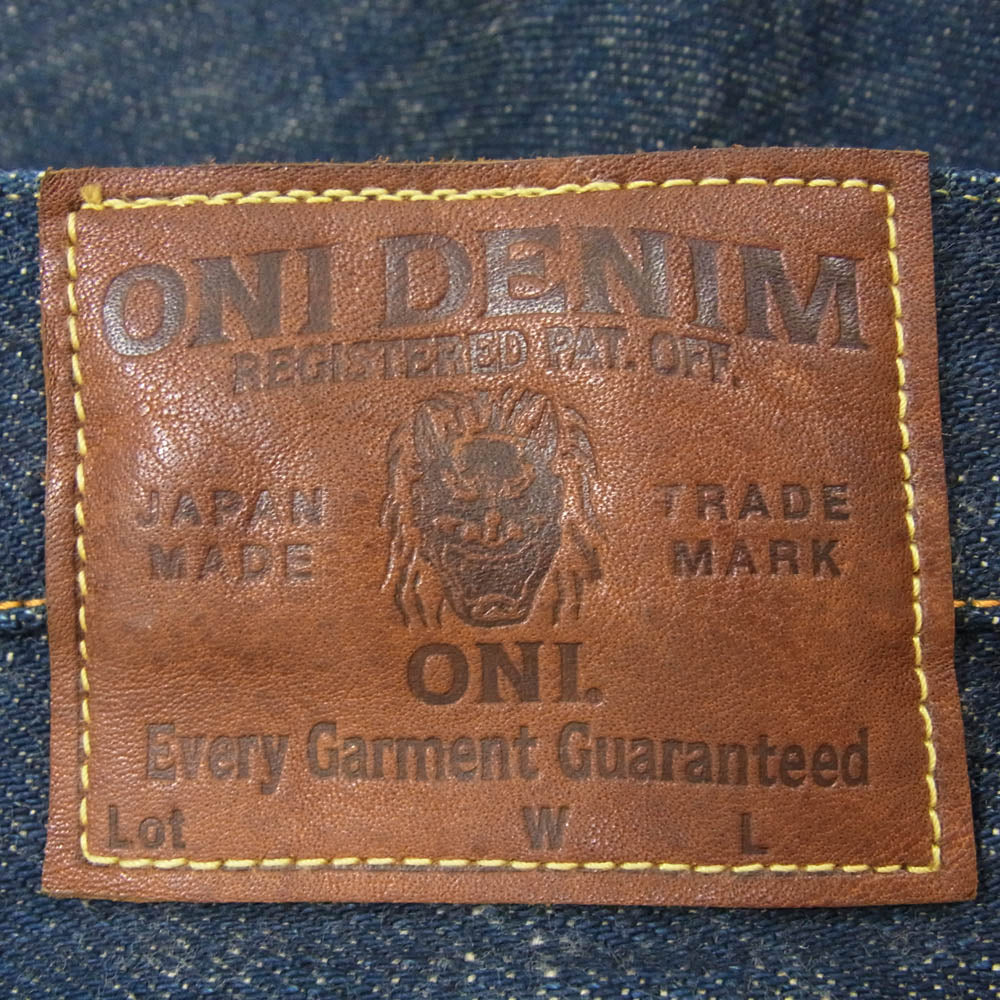 ONI DENIM
REGISTERED PAT. OFF.
JAPAN
MADE
TRADE
MARK
ONI.
Every Garment Guaranteed
Lot W L